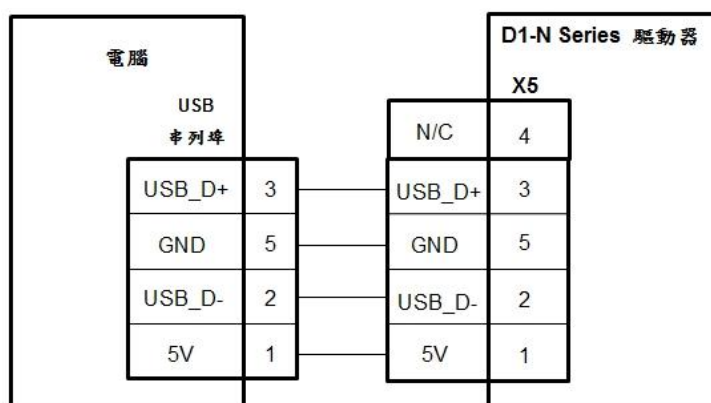 電腦
D1-N Series 驅動器
X5
USB
串列埠
N/C 4
USB_D+ 3 USB_D+ 3
GND 5 GND 5
USB_D- 2 USB_D- 2
5V 1 5V 1